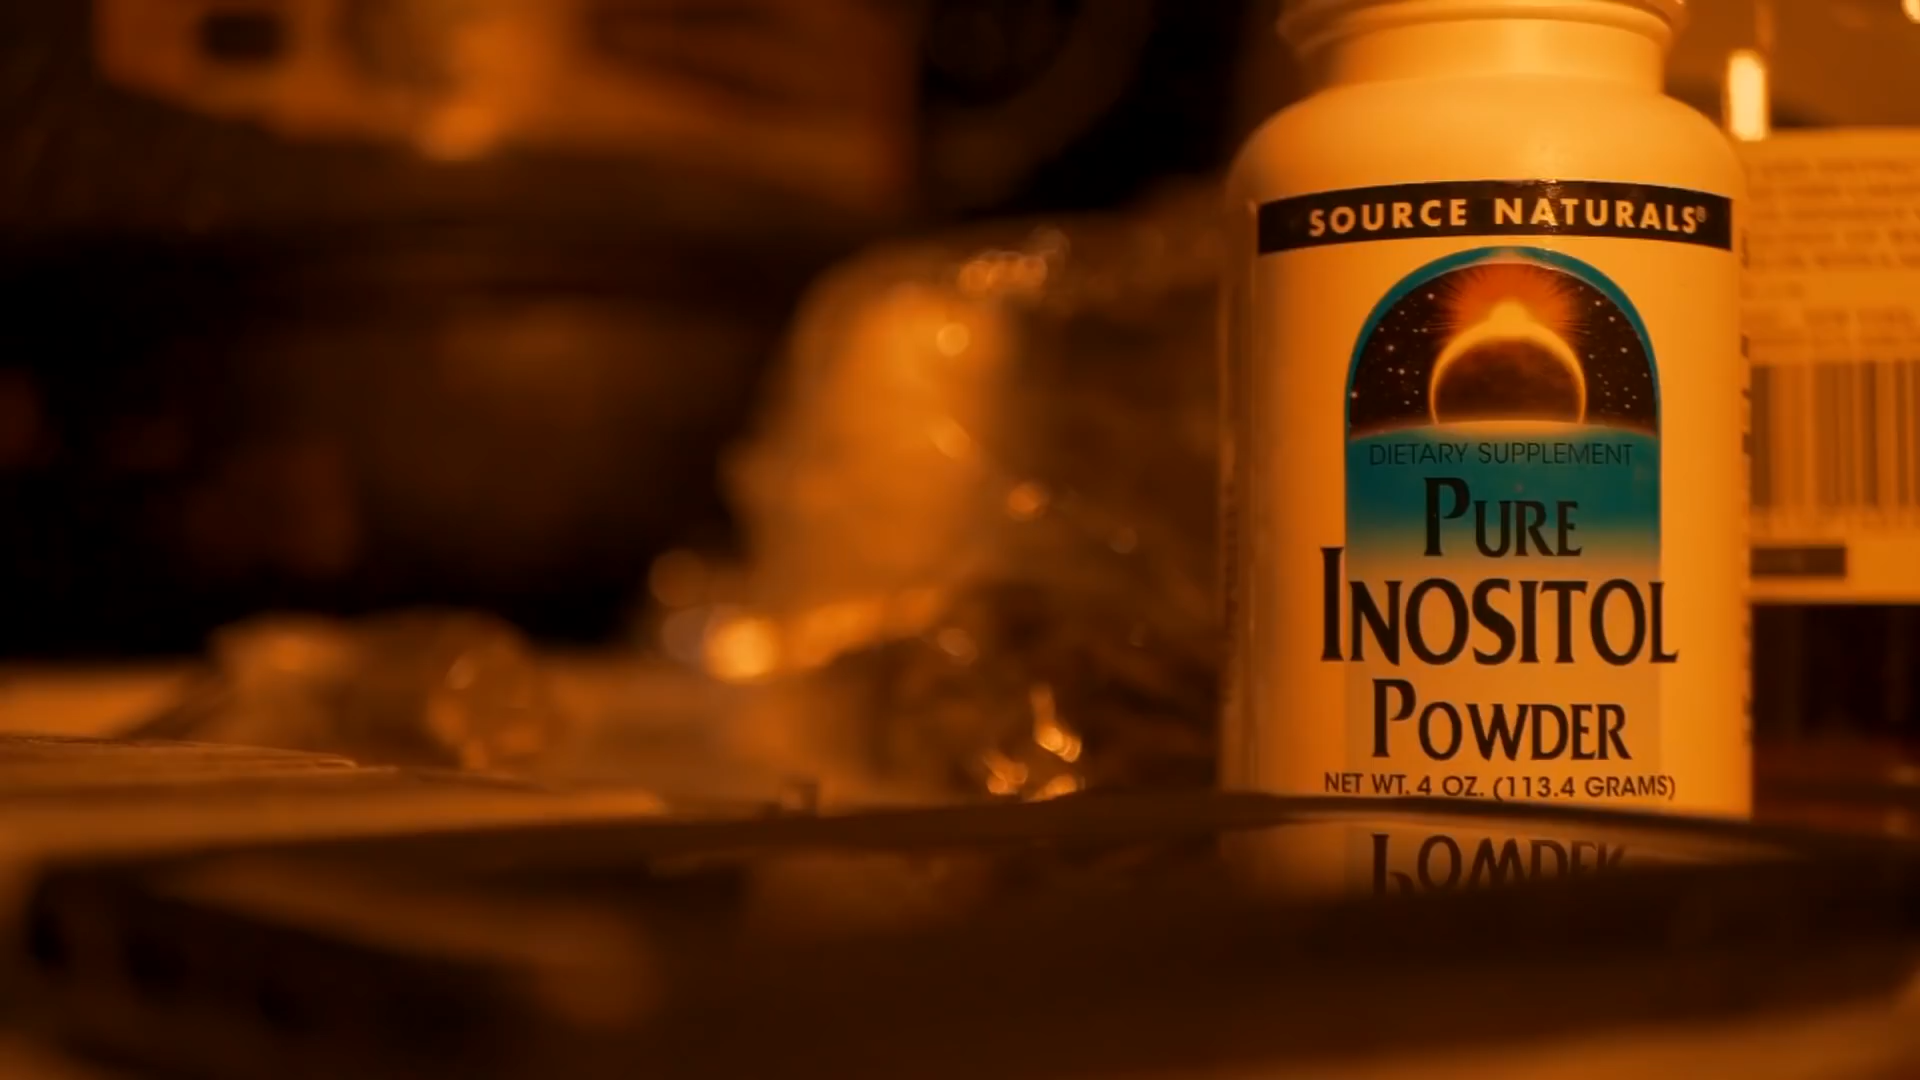 SOURCE NATURALS®
DIETARY SUPPLEMENT
PURE
INOSITOL
POWDER
NET WT. 4 OZ. (113.4 GRAMS)